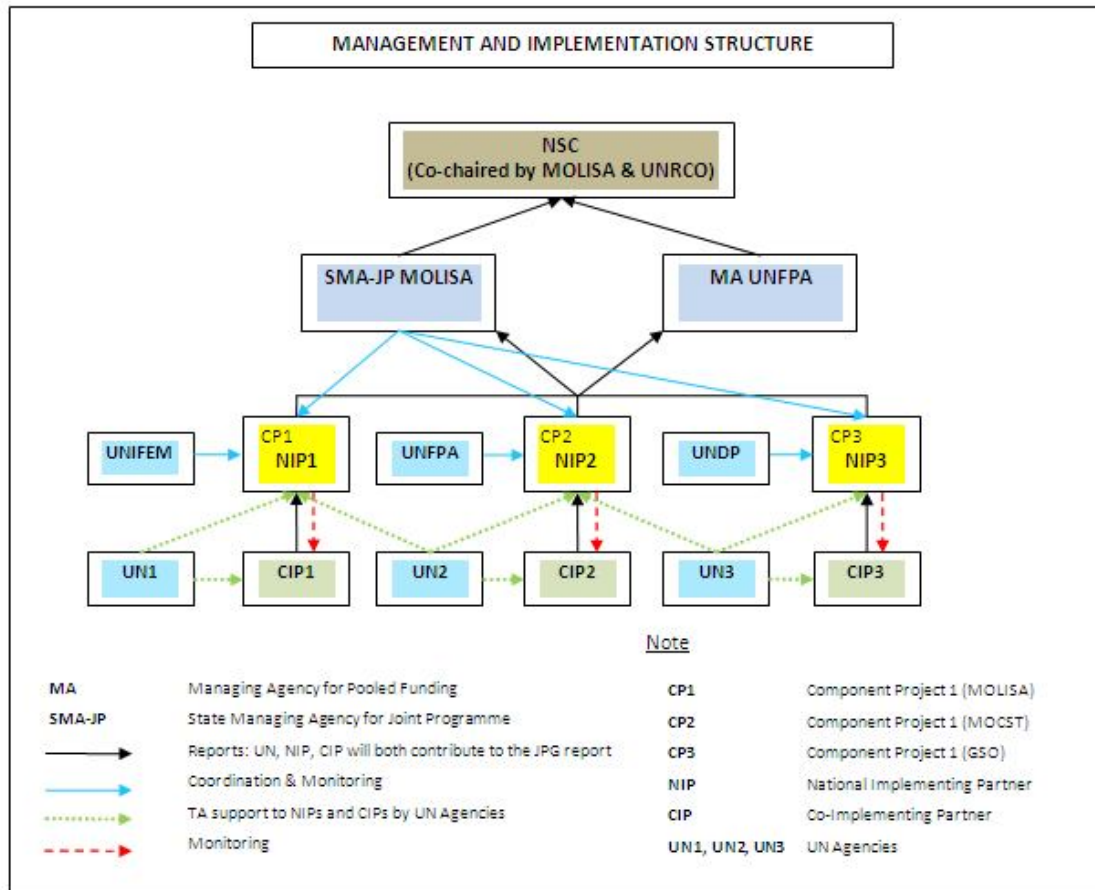 MANAGEMENT AND IMPLEMENTATION STRUCTURE
NSC
(Co-chaired by MOLISA & UNRCO)
SMA-JP MOLISA
MA UNFPA
UNIFEM
CP1
NIP1
UNFPA
CP2
NIP2
UNDP
CP3
NIP3
UN1
CIP1
UN2
CIP2
UN3
CIP3
Note
MA Managing Agency for Pooled Funding
SMA-JP State Managing Agency for Joint Programme
Reports: UN, NIP, CIP will both contribute to the JPG report
Coordination & Monitoring
TA support to NIPs and CIPs by UN Agencies
Monitoring
CP1 Component Project 1 (MOLISA)
CP2 Component Project 1 (MOCST)
CP3 Component Project 1 (GSO)
NIP National Implementing Partner
CIP Co-Implementing Partner
UN1, UN2, UN3 UN Agencies